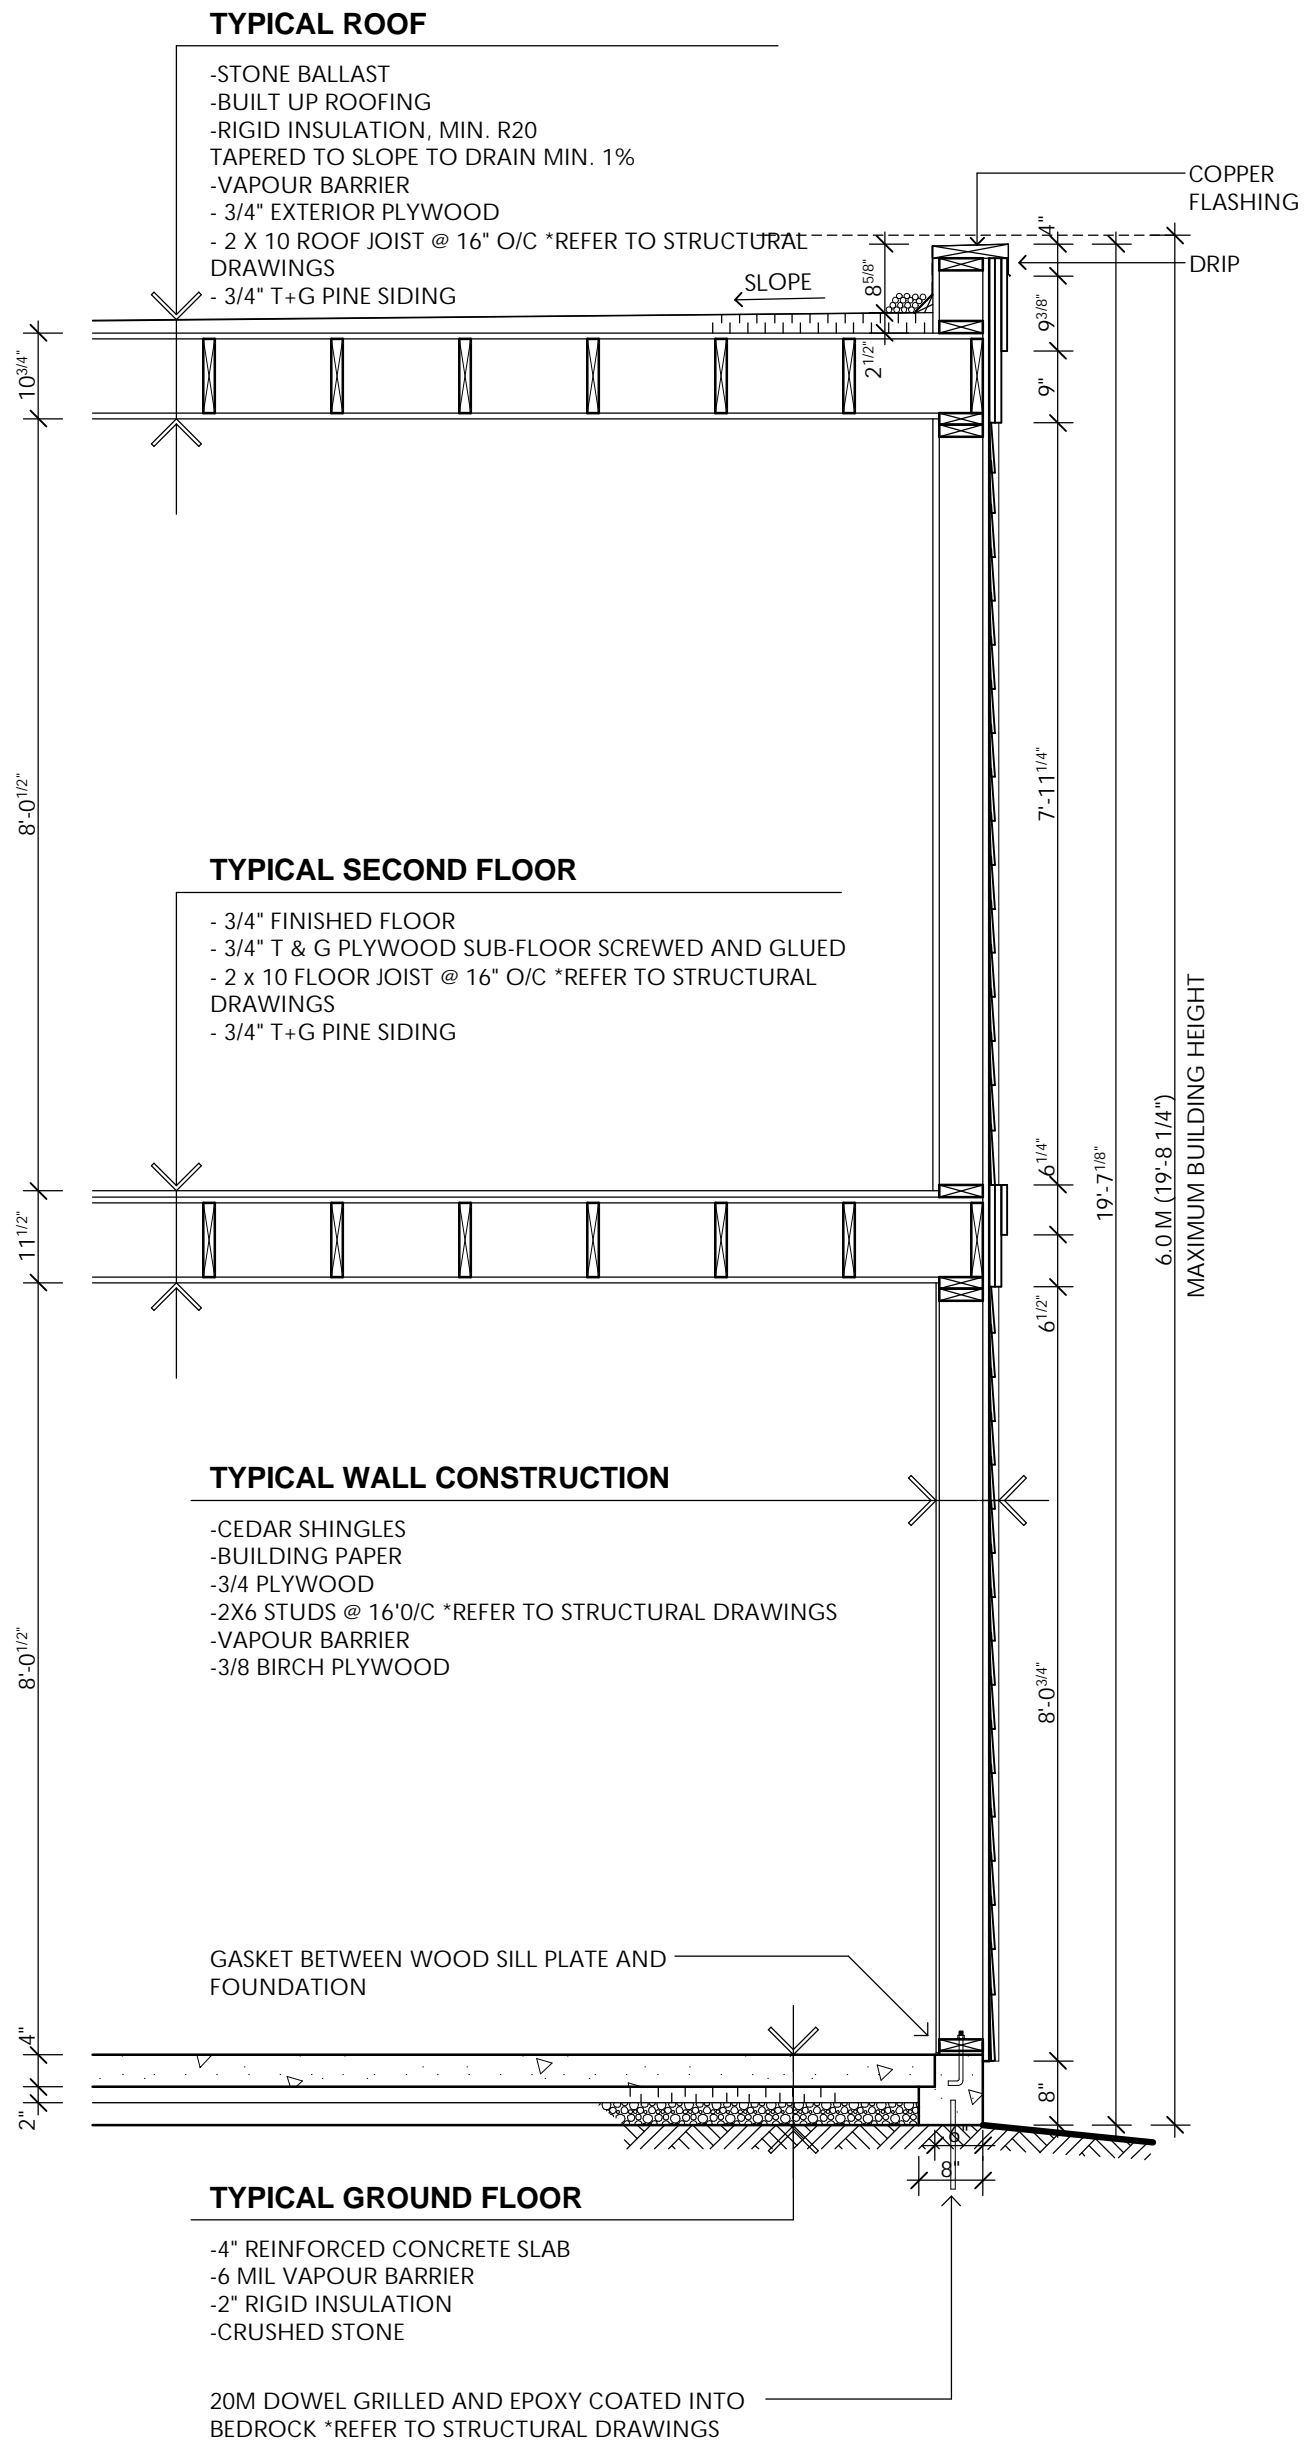 TYPICAL ROOF
-STONE BALLAST
-BUILT UP ROOFING
-RIGID INSULATION, MIN. R20
TAPERED TO SLOPE TO DRAIN MIN. 1%
-VAPOUR BARRIER
- 3/4" EXTERIOR PLYWOOD
- 2 X 10 ROOF JOIST @ 16" O/C *REFER TO STRUCTURAL
DRAWINGS
- 3/4" T+G PINE SIDING
SLOPE
COPPER
FLASHING
DRIP
4"
8 5/8"
9 3/8"
2 1/2"
9"
10 3/4"
8'-0 1/2"
7'-11 1/4"
TYPICAL SECOND FLOOR
- 3/4" FINISHED FLOOR
- 3/4" T & G PLYWOOD SUB-FLOOR SCREWED AND GLUED
- 2 x 10 FLOOR JOIST @ 16" O/C *REFER TO STRUCTURAL
DRAWINGS
- 3/4" T+G PINE SIDING
11 1/2"
6 1/4"
6 1/2"
19'-7 1/8"
6.0 M (19'-8 1/4")
MAXIMUM BUILDING HEIGHT
TYPICAL WALL CONSTRUCTION
-CEDAR SHINGLES
-BUILDING PAPER
-3/4 PLYWOOD
-2X6 STUDS @ 16'0/C *REFER TO STRUCTURAL DRAWINGS
-VAPOUR BARRIER
-3/8 BIRCH PLYWOOD
8'-0 1/2"
8'-0 3/4"
GASKET BETWEEN WOOD SILL PLATE AND
FOUNDATION
4"
2"
8"
6"
8"
TYPICAL GROUND FLOOR
-4" REINFORCED CONCRETE SLAB
-6 MIL VAPOUR BARRIER
-2" RIGID INSULATION
-CRUSHED STONE
20M DOWEL GRILLED AND EPOXY COATED INTO
BEDROCK *REFER TO STRUCTURAL DRAWINGS